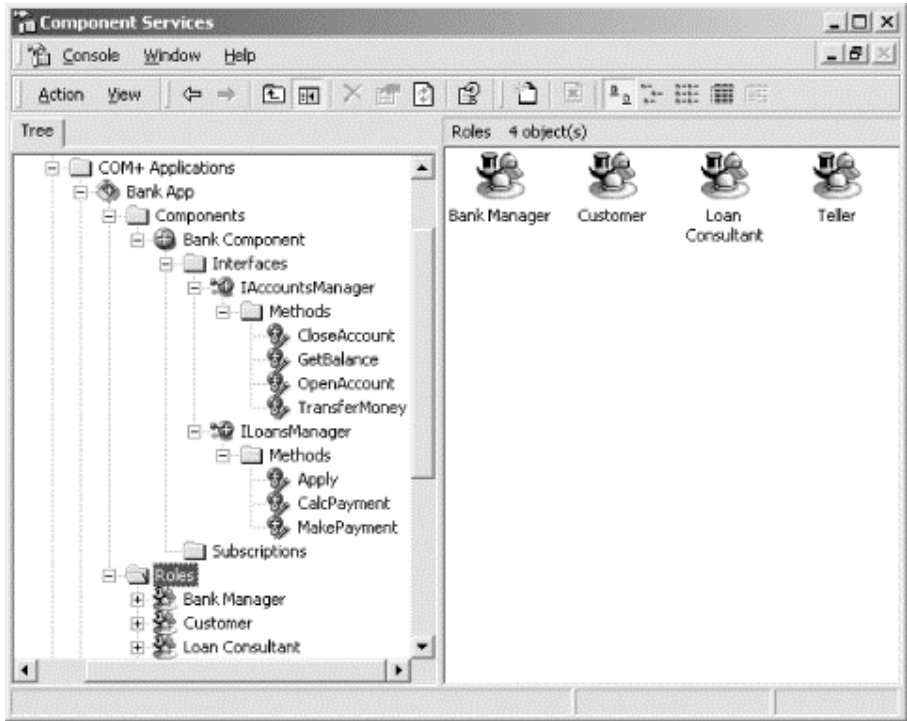 Component Services
Console Window Help
Action View
Tree
Roles 4 object(s)
COM+ Applications
Bank App
Components
Bank Component
Interfaces
IAccountsManager
Methods
CloseAccount
GetBalance
OpenAccount
TransferMoney
ILoansManager
Methods
Apply
CalcPayment
MakePayment
Subscriptions
Roles
Bank Manager
Customer
Loan Consultant
Bank Manager
Customer
Loan
Consultant
Teller